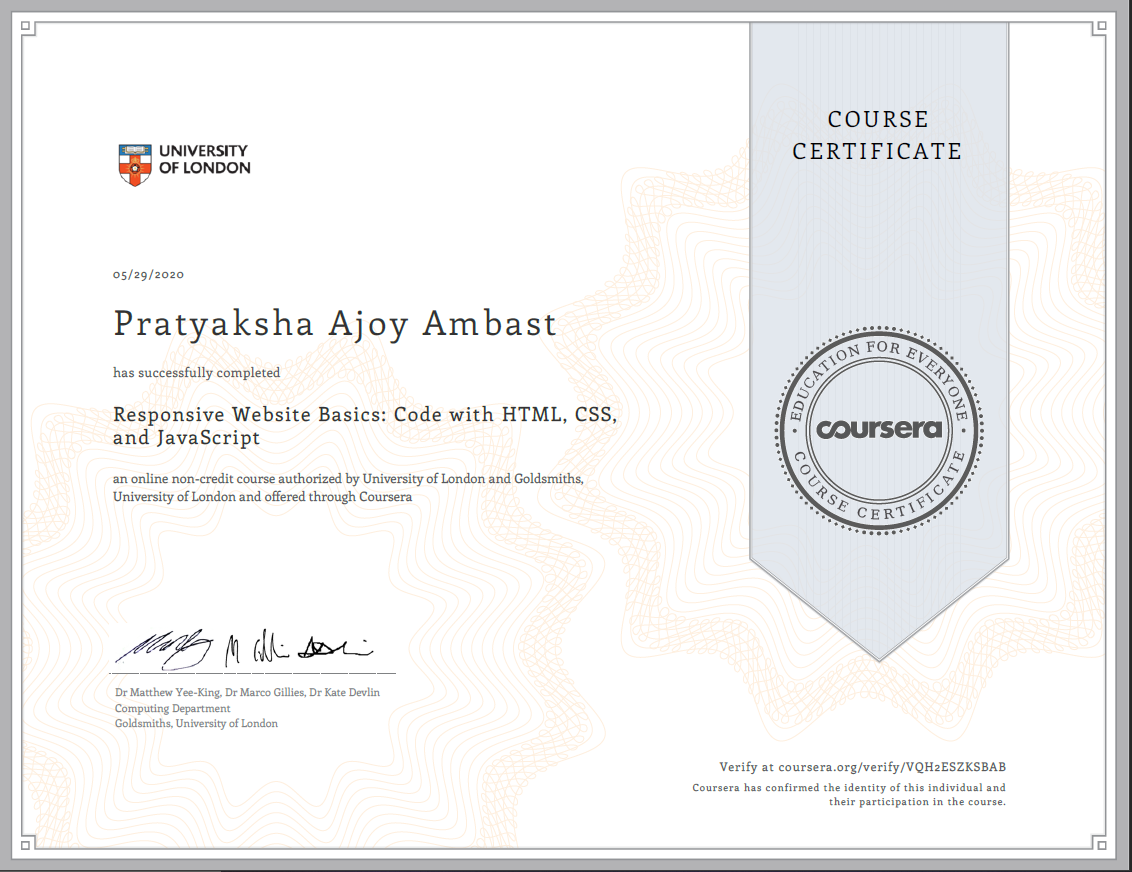 COURSE
CERTIFICATE
UNIVERSITY
OF LONDON
05/29/2020
Pratyaksha Ajoy Ambast
has successfully completed
Responsive Website Basics: Code with HTML, CSS,
and JavaScript
an online non-credit course authorized by University of London and Goldsmiths,
University of London and offered through Coursera
EDUCATION FOR EVERYONE
coursera
COURSE CERTIFICATE
Dr Matthew Yee-King, Dr Marco Gillies, Dr Kate Devlin
Computing Department
Goldsmiths, University of London
Verify at coursera.org/verify/VQH2ESZKSBAB
Coursera has confirmed the identity of this individual and
their participation in the course.